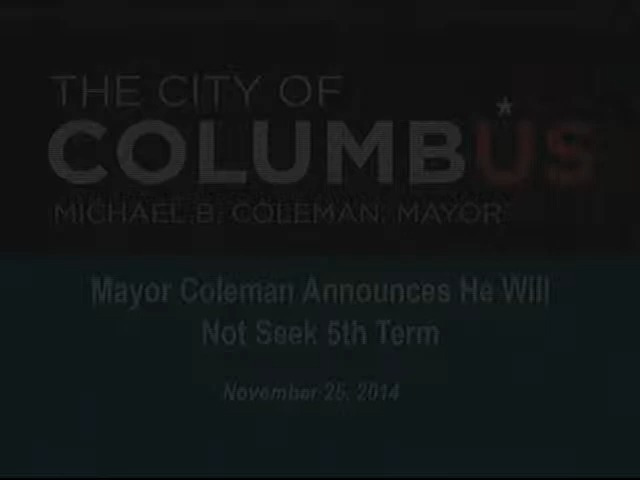 THE CITY OF
COLUMBUS
MICHAEL B. COLEMAN, MAYOR
Mayor Coleman Announces He Will
Not Seek 5th Term
November 25, 2014